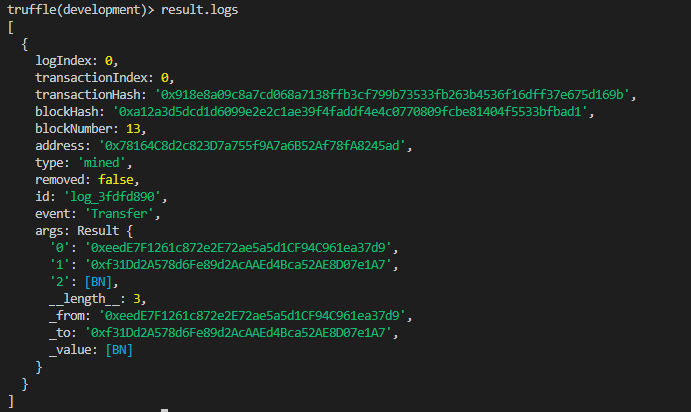 truffle(development)> result.logs
[
  {
    logIndex: 0,
    transactionIndex: 0,
    transactionHash: '0x918e8a09c8a7cd068a7138ffb3cf799b73533fb263b4536f16dff37e675d169b',
    blockHash: '0xa12a3d5dcd1d6099e2e2c1ae39f4faddf4e4c0770809fcbe81404f5533bfbad1',
    blockNumber: 13,
    address: '0x78164C8d2c823D7a755f9A7a6B52Af78fA8245ad',
    type: 'mined',
    removed: false,
    id: 'log_3fdfd890',
    event: 'Transfer',
    args: Result {
      '0': '0xeedE7F1261c872e2E72ae5a5d1CF94C961ea37d9',
      '1': '0xf31Dd2A578d6Fe89d2AcAAEd4Bca52AE8D07e1A7',
      '2': [BN],
      __length__: 3,
      _from: '0xeedE7F1261c872e2E72ae5a5d1CF94C961ea37d9',
      _to: '0xf31Dd2A578d6Fe89d2AcAAEd4Bca52AE8D07e1A7',
      _value: [BN]
    }
  }
]